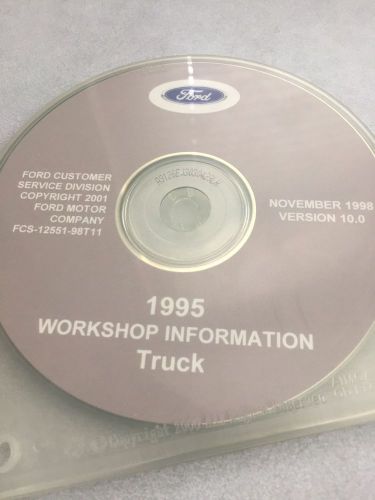 Ford
FORD CUSTOMER
SERVICE DIVISION
COPYRIGHT 2001
FORD MOTOR
COMPANY
FCS-12551-98T11
NOVEMBER 1998
VERSION 10.0
1995
WORKSHOP INFORMATION
Truck
Copyright